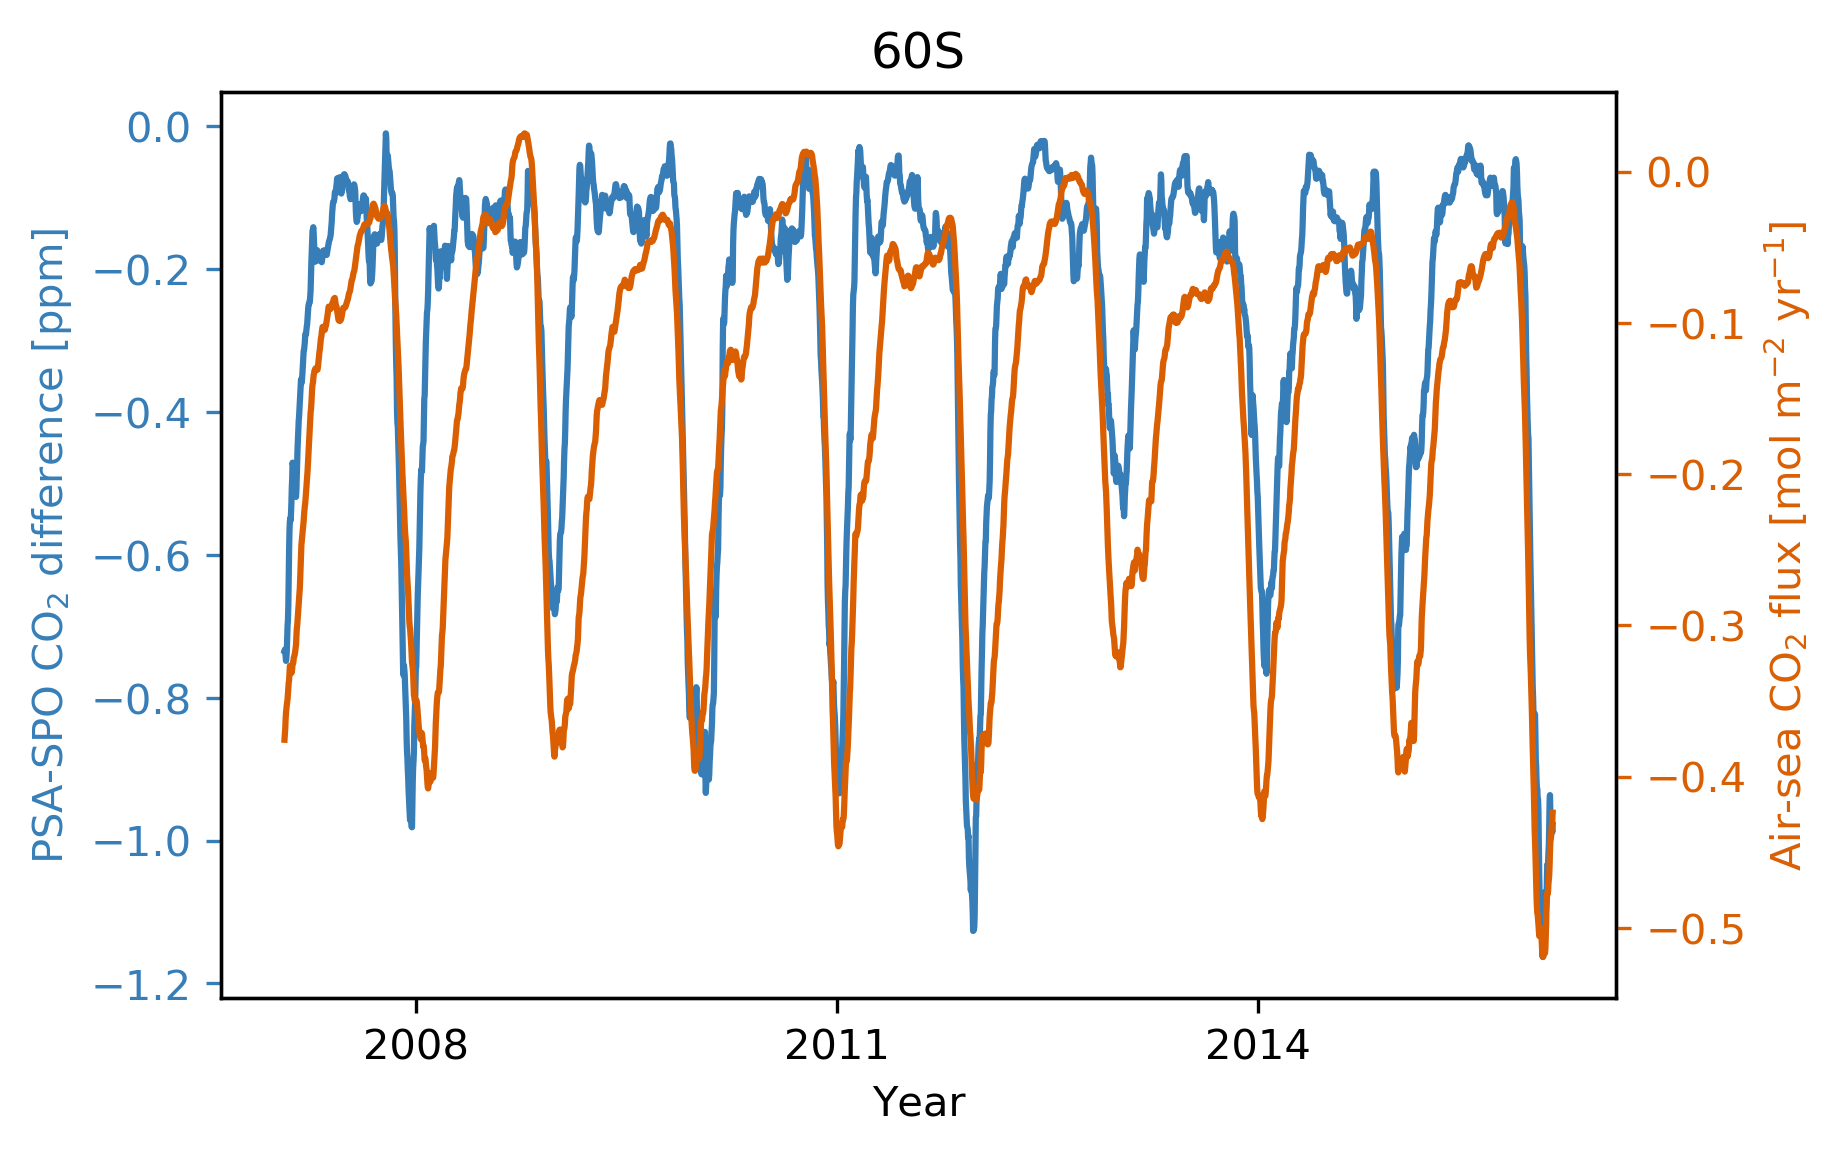 60S
PSA-SPO CO₂ difference [ppm]
0.0
−0.2
−0.4
−0.6
−0.8
−1.0
−1.2
0.0
−0.1
−0.2
−0.3
−0.4
−0.5
Air-sea CO₂ flux [mol m⁻² yr⁻¹]
2008 2011 2014
Year